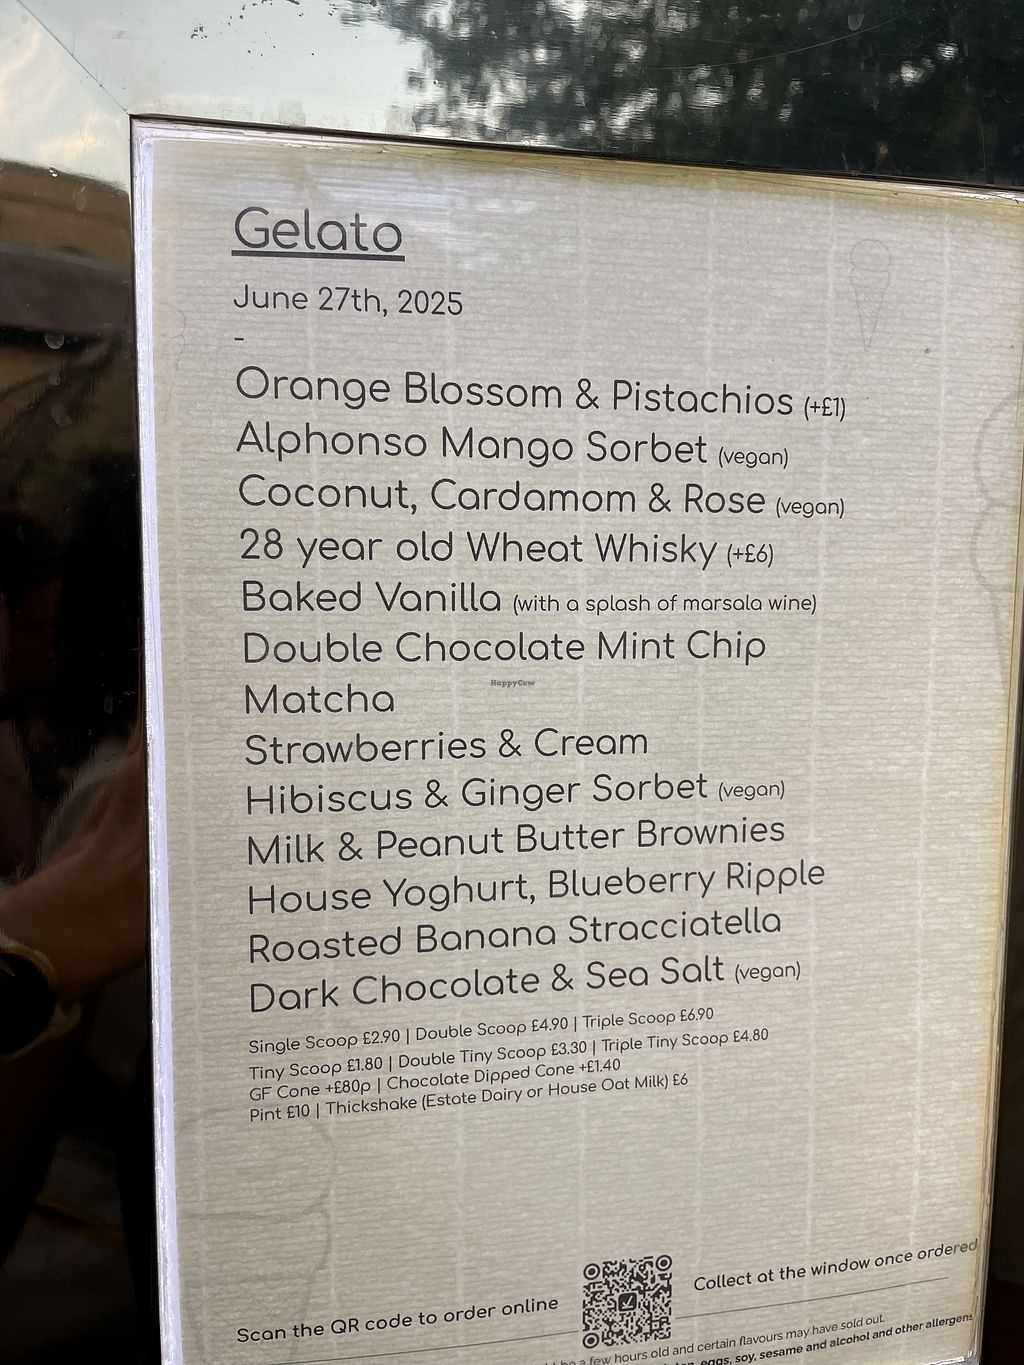 Gelato
June 27th, 2025
-
Orange Blossom & Pistachios (+£1)
Alphonso Mango Sorbet (vegan)
Coconut, Cardamom & Rose (vegan)
28 year old Wheat Whisky (+£6)
Baked Vanilla (with a splash of marsala wine)
Double Chocolate Mint Chip
HappyCow
Matcha
Strawberries & Cream
Hibiscus & Ginger Sorbet (vegan)
Milk & Peanut Butter Brownies
House Yoghurt, Blueberry Ripple
Roasted Banana Stracciatella
Dark Chocolate & Sea Salt (vegan)
Single Scoop £2.90 | Double Scoop £4.90 | Triple Scoop £6.90
Tiny Scoop £1.80 | Double Tiny Scoop £3.30 | Triple Tiny Scoop £4.80
GF Cone +£80p | Chocolate Dipped Cone +£1.40
Pint £10 | Thickshake (Estate Dairy or House Oat Milk) £6
Scan the QR code to order online
Collect at the window once ordered
be a few hours old and certain flavours may have sold out.
eggs, soy, sesame and alcohol and other allergens